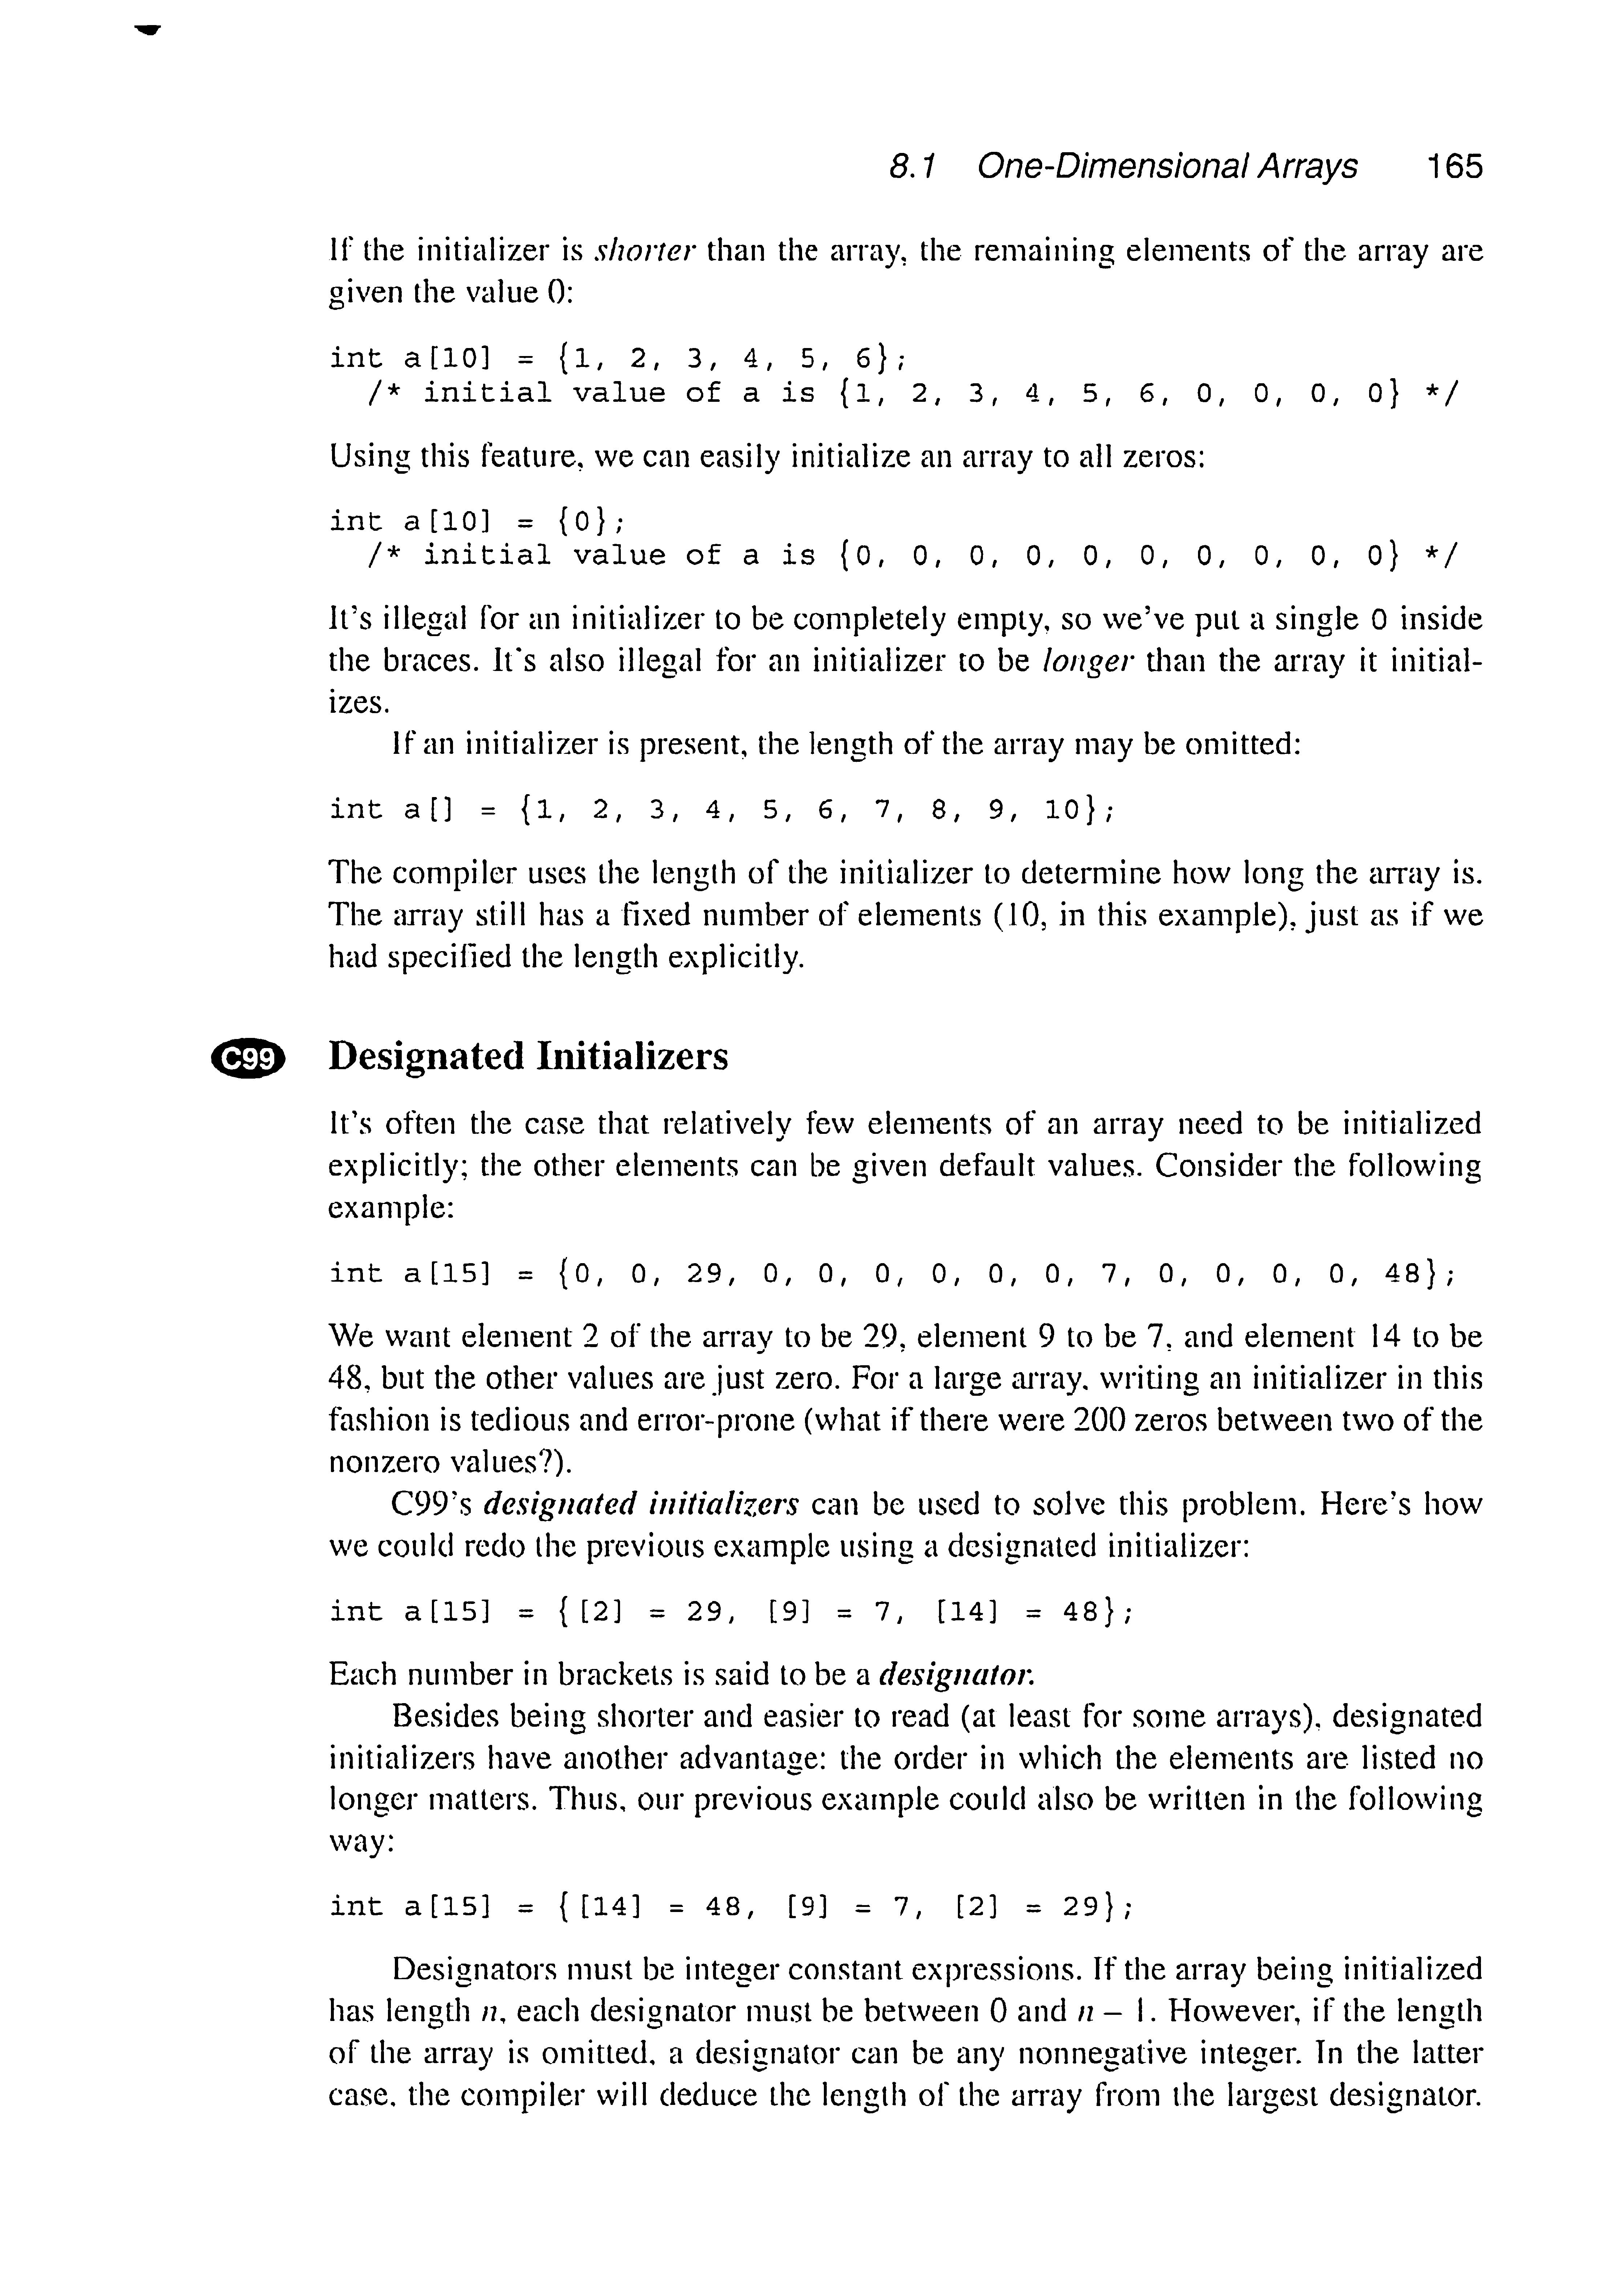 8.1 One-Dimensional Arrays 165
If the initializer is shorter than the array, the remaining elements of the array are
given the value 0:
int a[10] = {1, 2, 3, 4, 5, 6};
/* initial value of a is {1, 2, 3, 4, 5, 6, 0, 0, 0, 0} */
Using this feature, we can easily initialize an array to all zeros:
int a[10] = {0};
/* initial value of a is {0, 0, 0, 0, 0, 0, 0, 0, 0, 0} */
It's illegal for an initializer to be completely empty, so we've put a single 0 inside
the braces. It's also illegal for an initializer to be longer than the array it initial-
izes.
If an initializer is present, the length of the array may be omitted:
int a[] = {1, 2, 3, 4, 5, 6, 7, 8, 9, 10};
The compiler uses the length of the initializer to determine how long the array is.
The array still has a fixed number of elements (10, in this example), just as if we
had specified the length explicitly.
C99 Designated Initializers
It's often the case that relatively few elements of an array need to be initialized
explicitly; the other elements can be given default values. Consider the following
example:
int a[15] = {0, 0, 29, 0, 0, 0, 0, 0, 0, 7, 0, 0, 0, 0, 48};
We want element 2 of the array to be 29, element 9 to be 7, and element 14 to be
48, but the other values are just zero. For a large array, writing an initializer in this
fashion is tedious and error-prone (what if there were 200 zeros between two of the
nonzero values?).
C99's designated initializers can be used to solve this problem. Here's how
we could redo the previous example using a designated initializer:
int a[15] = {[2] = 29, [9] = 7, [14] = 48};
Each number in brackets is said to be a designator.
Besides being shorter and easier to read (at least for some arrays), designated
initializers have another advantage: the order in which the elements are listed no
longer matters. Thus, our previous example could also be written in the following
way:
int a[15] = {[14] = 48, [9] = 7, [2] = 29};
Designators must be integer constant expressions. If the array being initialized
has length n, each designator must be between 0 and n – 1. However, if the length
of the array is omitted, a designator can be any nonnegative integer. In the latter
case, the compiler will deduce the length of the array from the largest designator.